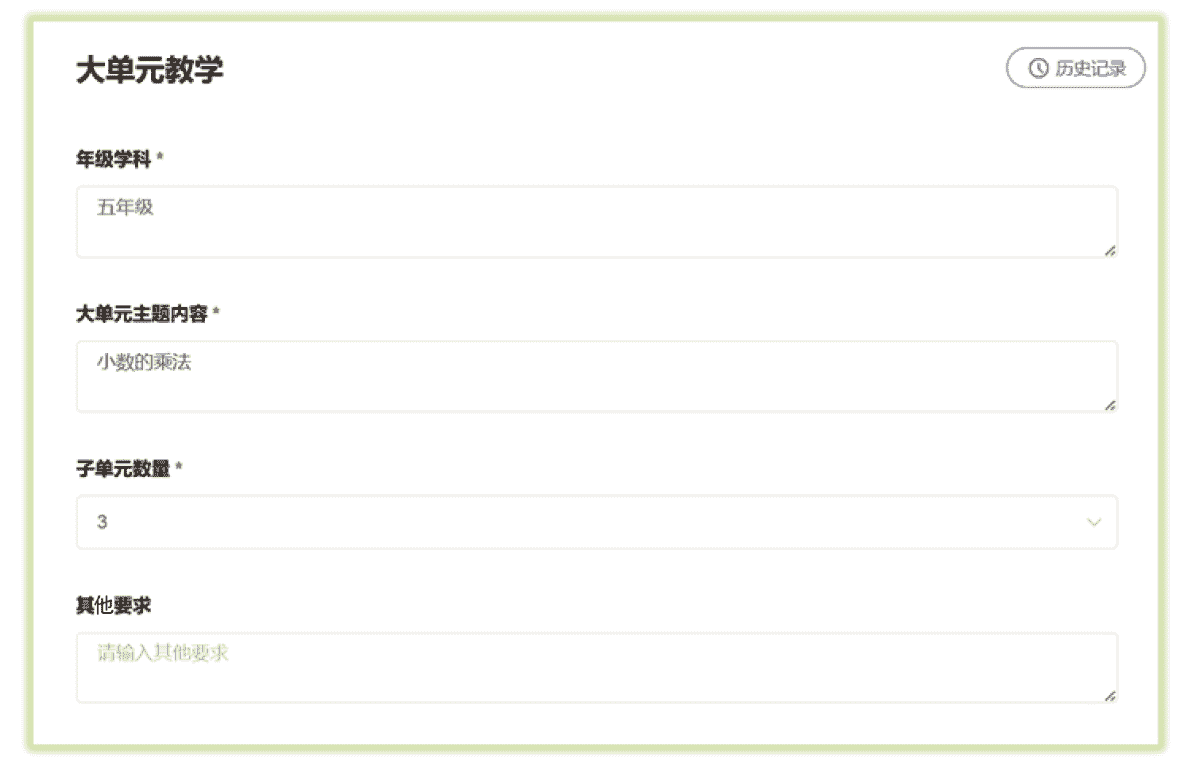 大单元教学
历史记录
年级学科 *
五年级
大单元主题内容 *
小数的乘法
子单元数量 *
3
其他要求
请输入其他要求